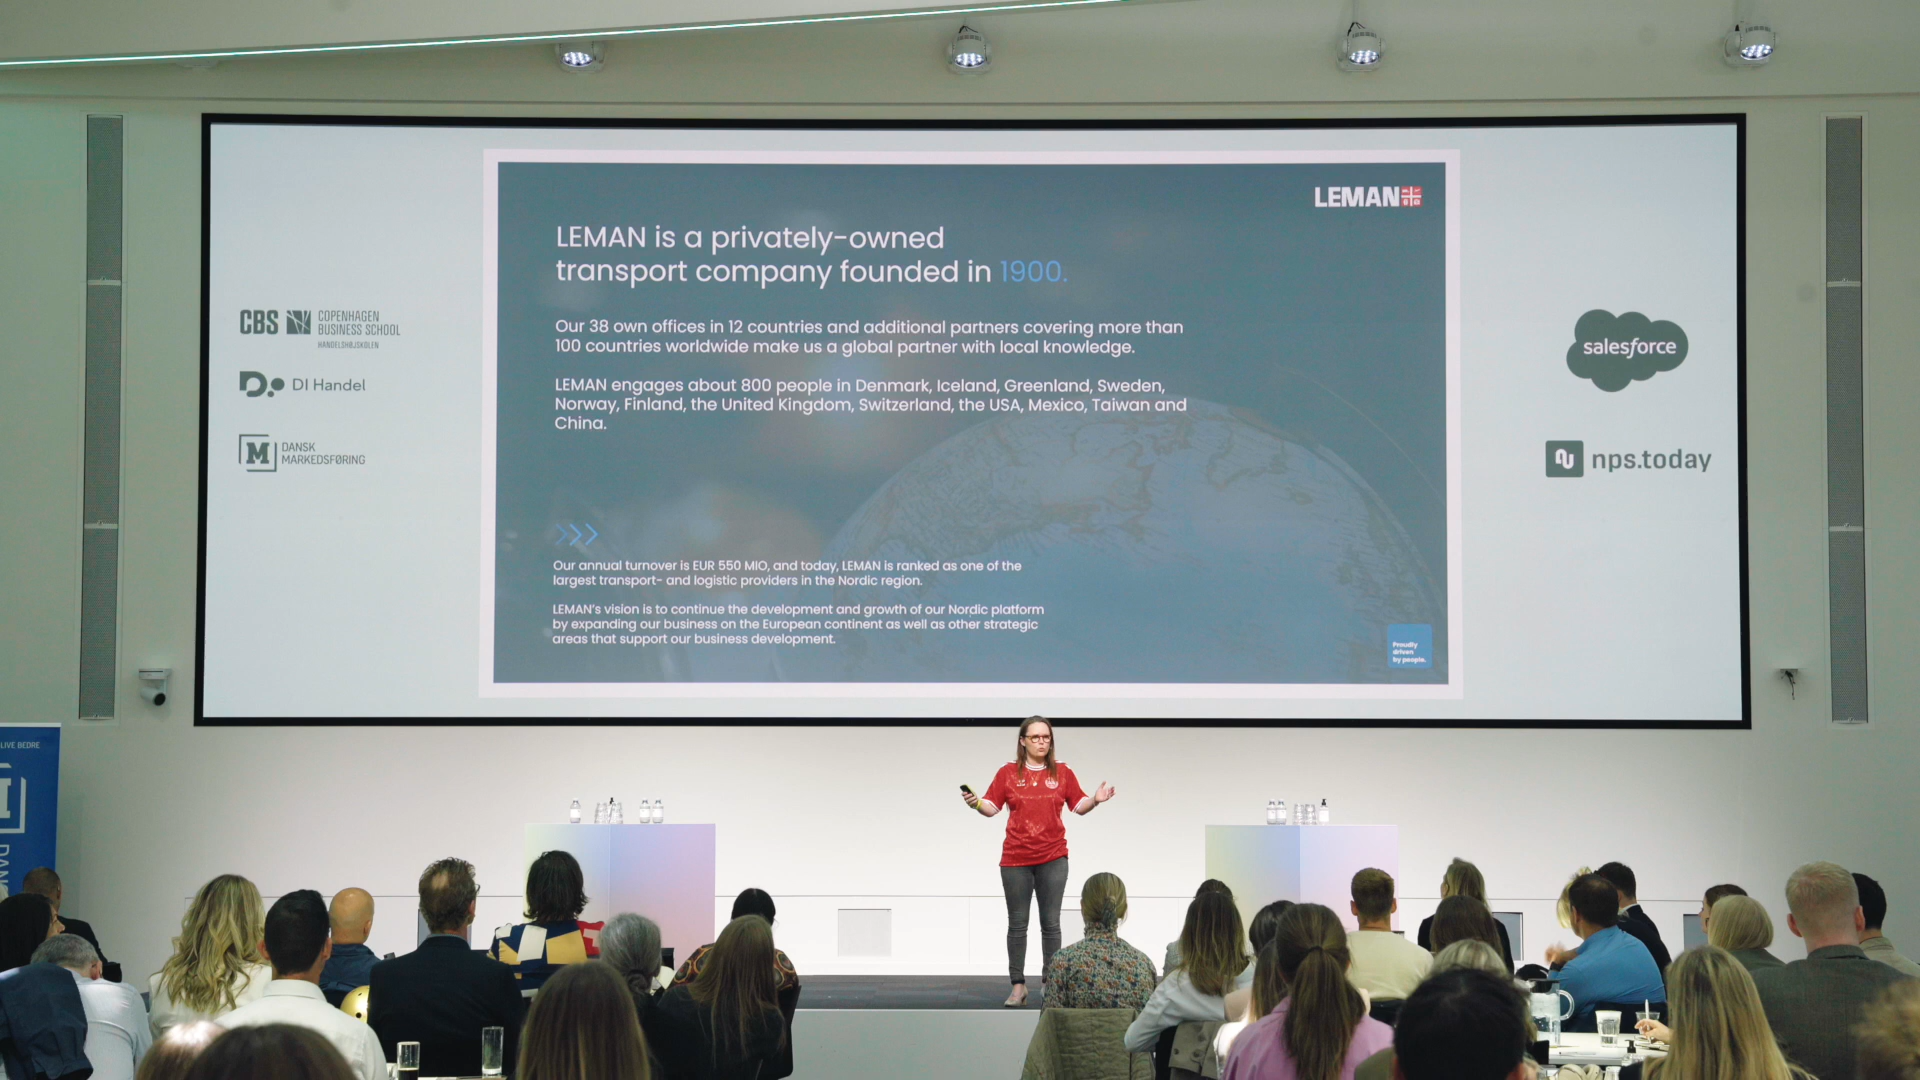 LEMAN
LEMAN is a privately-owned
transport company founded in 1900.
Our 38 own offices in 12 countries and additional partners covering more than
100 countries worldwide make us a global partner with local knowledge.
LEMAN engages about 800 people in Denmark, Iceland, Greenland, Sweden,
Norway, Finland, the United Kingdom, Switzerland, the USA, Mexico, Taiwan and
China.
Our annual turnover is EUR 550 MIO, and today, LEMAN is ranked as one of the
largest transport- and logistic providers in the Nordic region.
LEMAN's vision is to continue the development and growth of our Nordic platform
by expanding our business on the European continent as well as other strategic
areas that support our business development.
Proudly
driven
by people.
CBS
COPENHAGEN
BUSINESS SCHOOL
HANDELSHØJSKOLEN
DI Handel
M
DANSK
MARKEDSFØRING
salesforce
nps.today
LIVE BEDRE
DAN